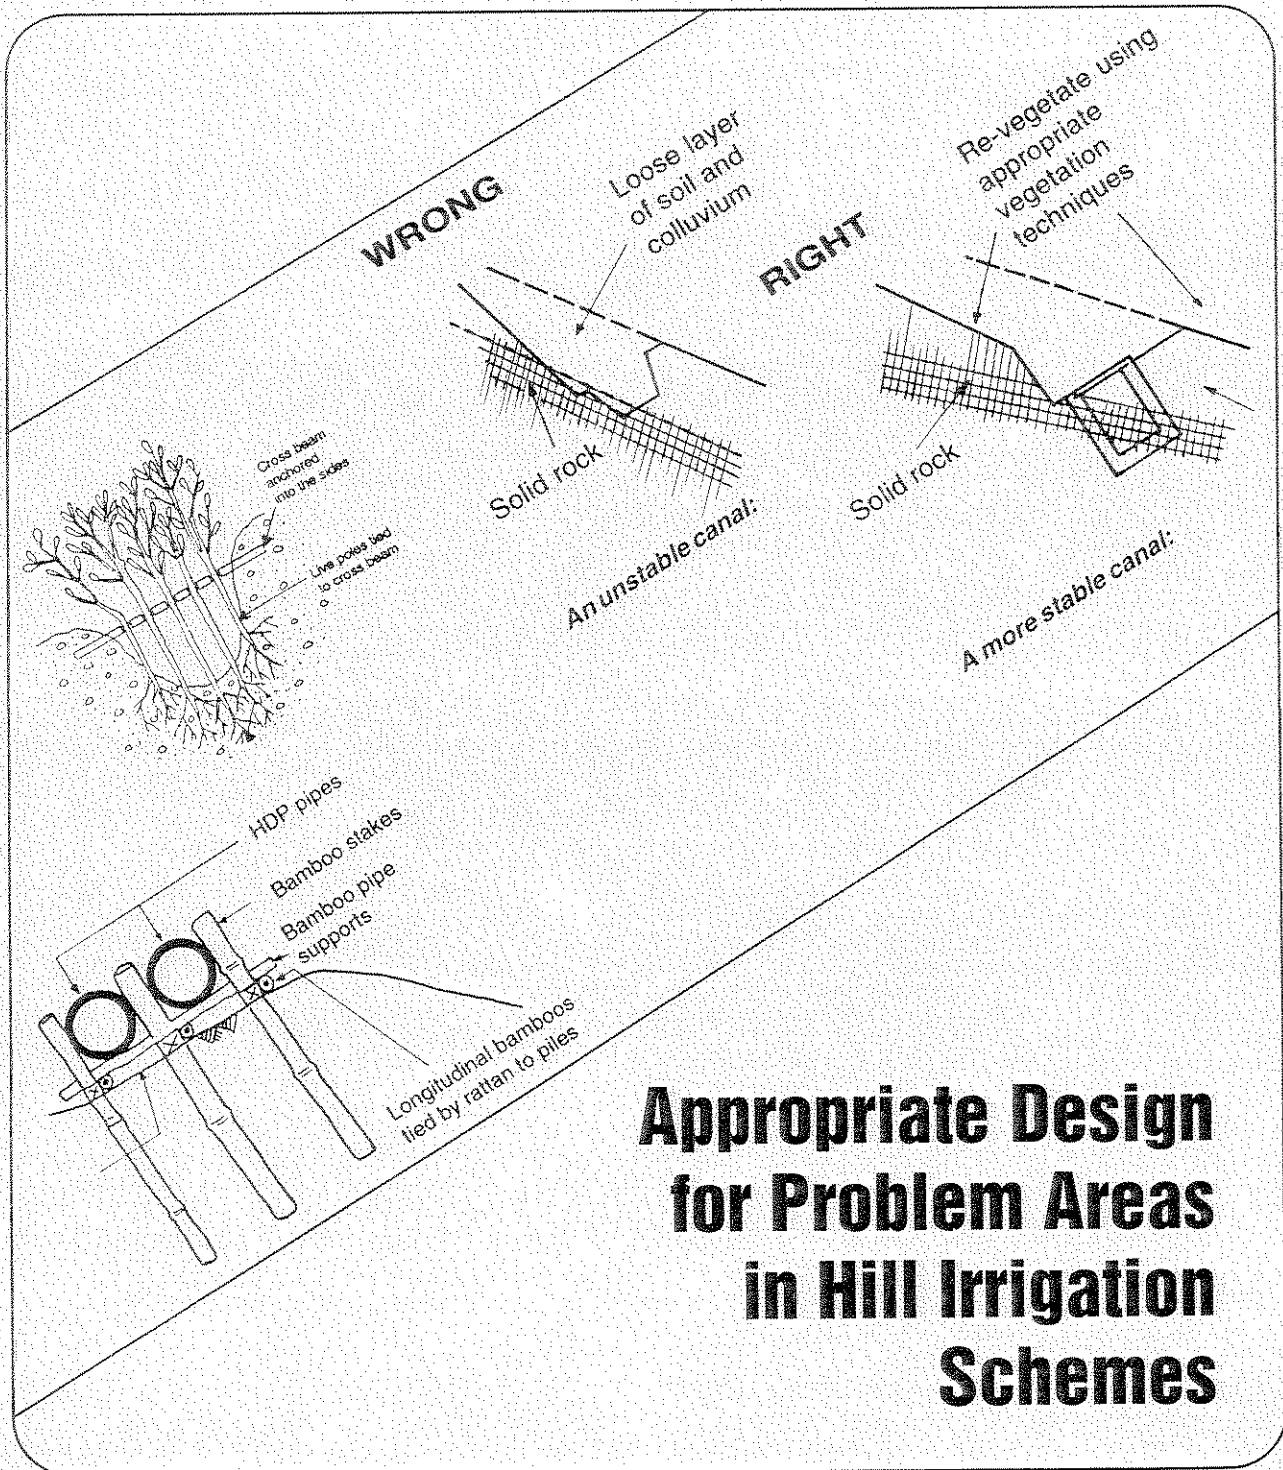 WRONG
Loose layer
of soil and
colluvium
RIGHT
Re-vegetate using
appropriate
vegetation
techniques
Solid rock
An unstable canal:
Solid rock
A more stable canal:
Cross beam
anchored
into the sides
Live poles tied
to cross beam
HDP pipes
Bamboo stakes
Bamboo pipe
supports
Longitudinal bamboos
tied by rattan to piles
Appropriate Design
for Problem Areas
in Hill Irrigation
Schemes